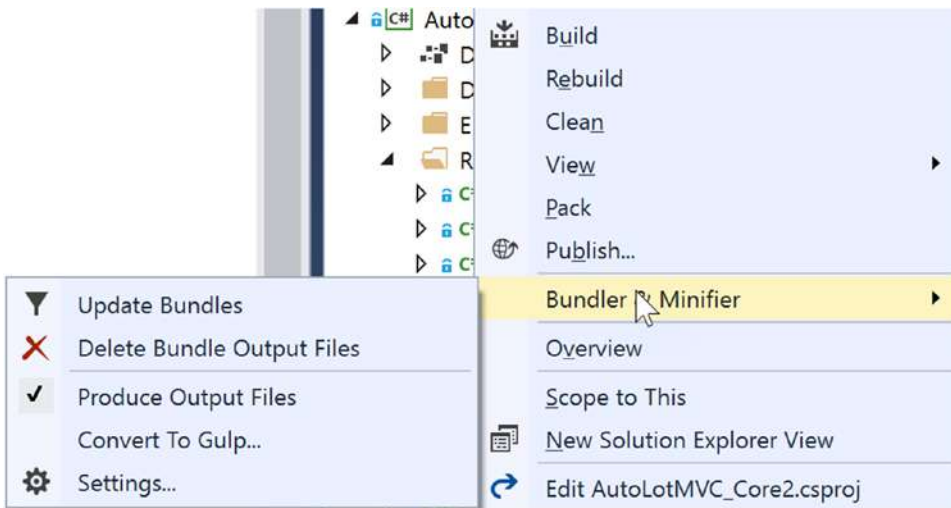 C# Auto
D
D
E
R
C
C
C
Build
Rebuild
Clean
View
Pack
Publish...
Bundler & Minifier
Overview
Scope to This
New Solution Explorer View
Edit AutoLotMVC_Core2.csproj
Update Bundles
Delete Bundle Output Files
Produce Output Files
Convert To Gulp...
Settings...